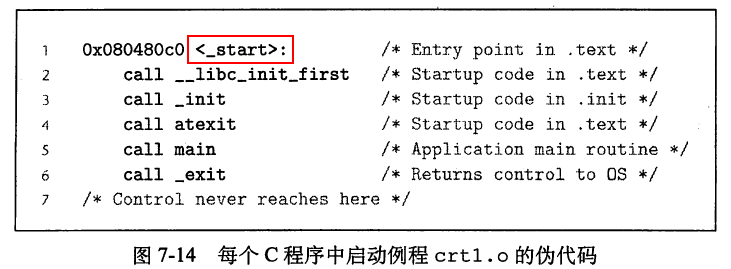 1 0x080480c0 <_start>: /* Entry point in .text */
2 call __libc_init_first /* Startup code in .text */
3 call _init /* Startup code in .init */
4 call atexit /* Startup code in .text */
5 call main /* Application main routine */
6 call _exit /* Returns control to OS */
7 /* Control never reaches here */
图 7-14 每个 C 程序中启动例程 crt1.o 的伪代码